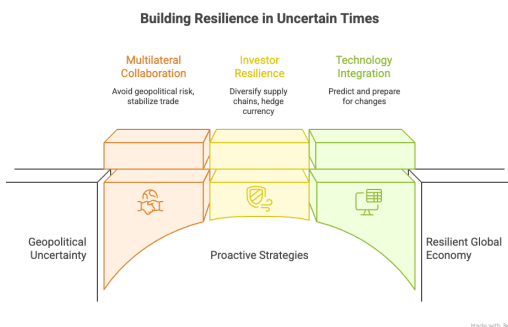 Building Resilience in Uncertain Times
Multilateral
Collaboration
Avoid geopolitical risk,
stabilize trade
Investor
Resilience
Diversify supply
chains, hedge
currency
Technology
Integration
Predict and prepare
for changes
Geopolitical
Uncertainty
Proactive Strategies
Resilient Global
Economy